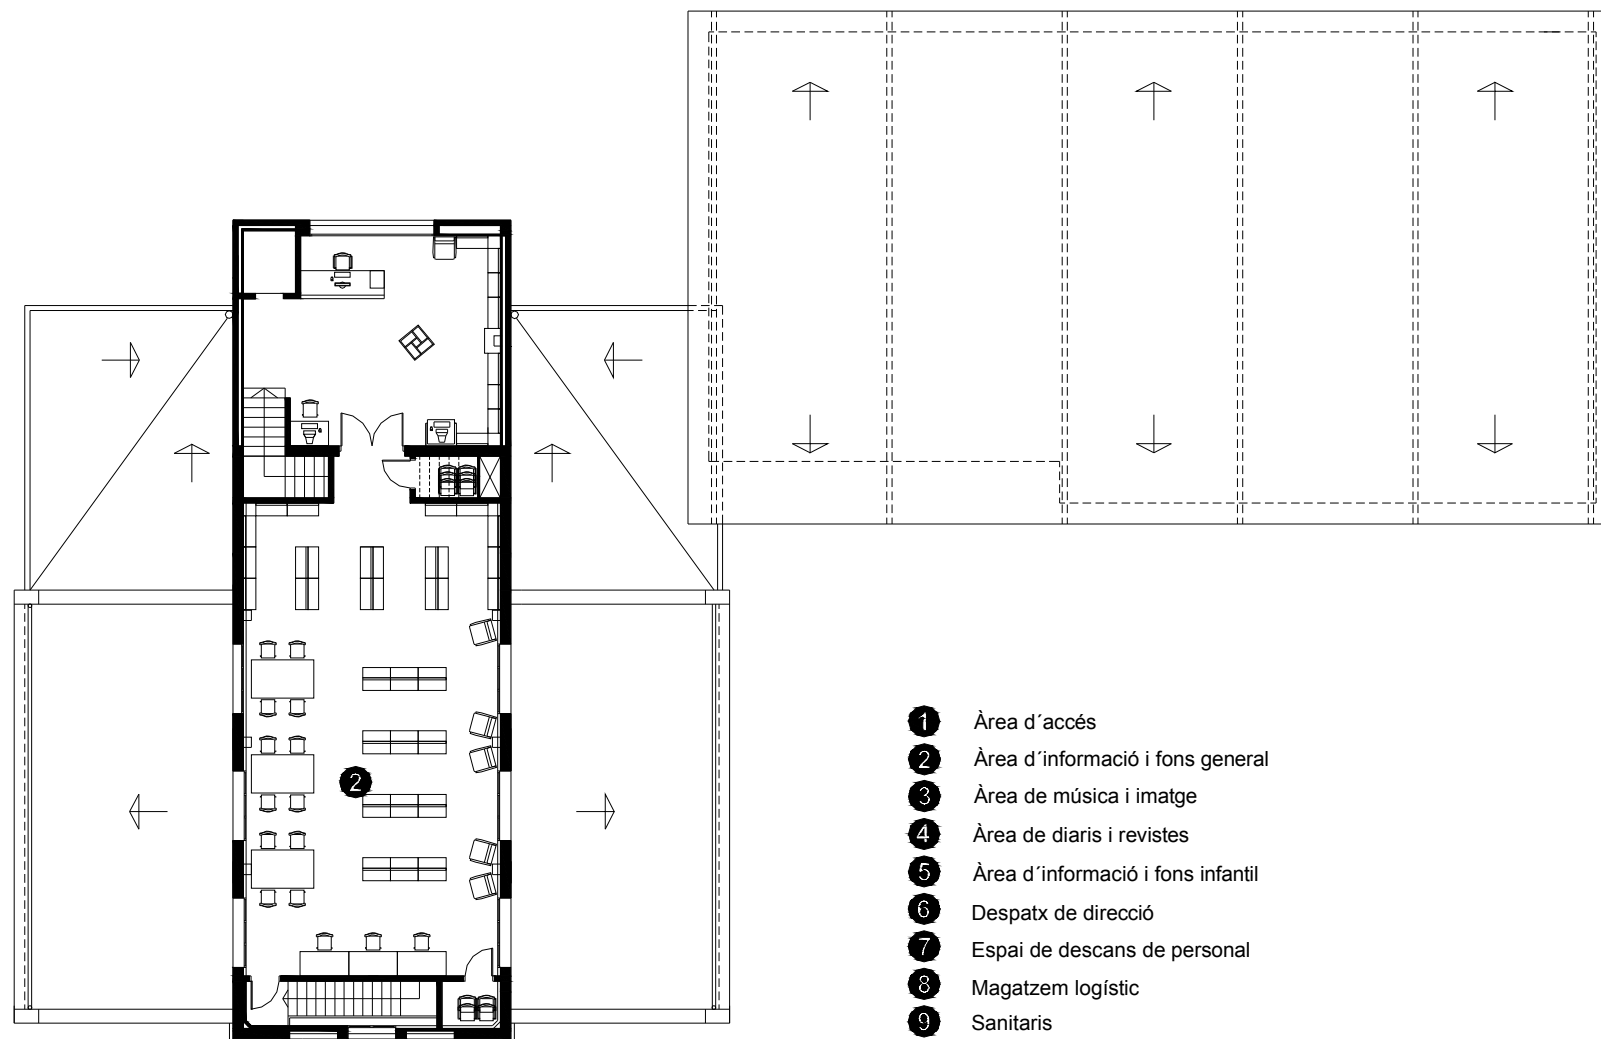 2
1 Àrea d´accés
2 Àrea d´informació i fons general
3 Àrea de música i imatge
4 Àrea de diaris i revistes
5 Àrea d´informació i fons infantil
6 Despatx de direcció
7 Espai de descans de personal
8 Magatzem logístic
9 Sanitaris